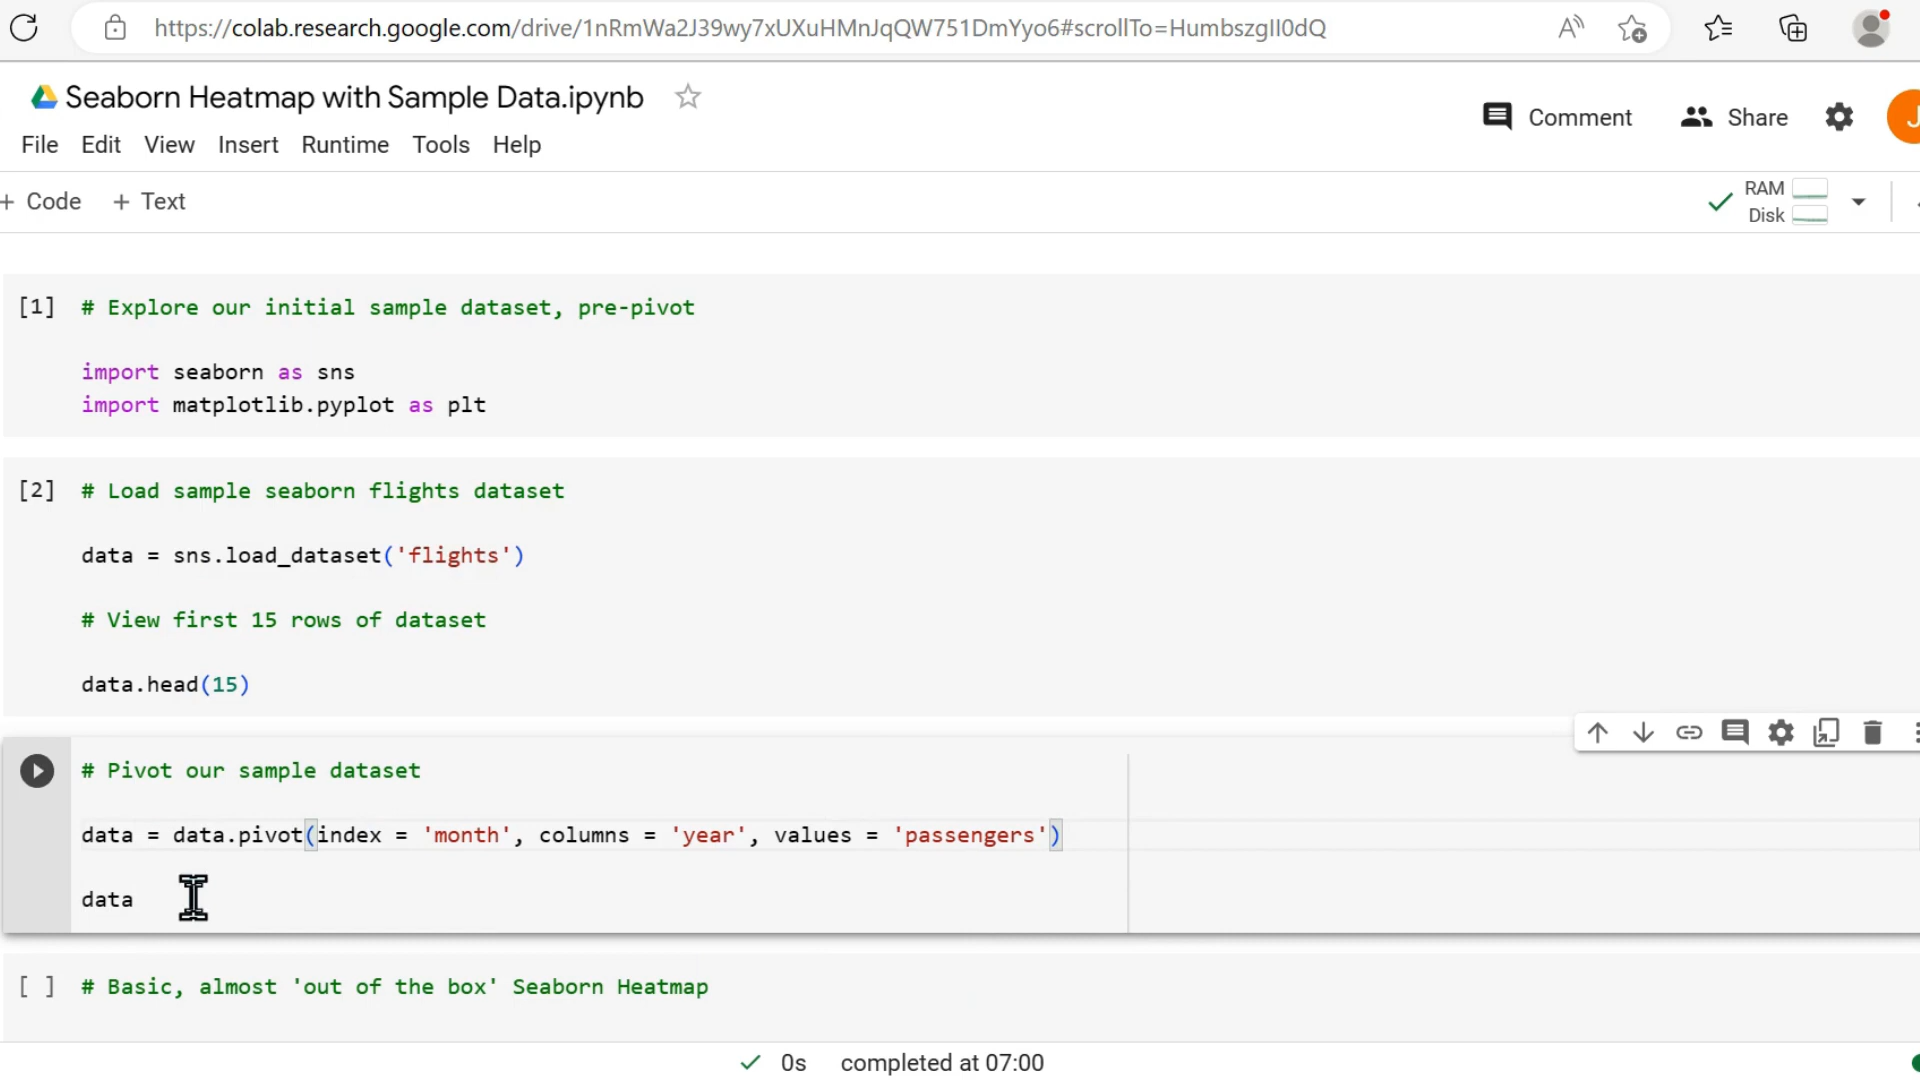 https://colab.research.google.com/drive/1nRmWa2J39wy7xUXuHMnJqQW751DmYyo6#scrollTo=HumbszgII0dQ
Seaborn Heatmap with Sample Data.ipynb
Comment Share J
File Edit View Insert Runtime Tools Help
+ Code + Text
RAM
Disk
[1] # Explore our initial sample dataset, pre-pivot
import seaborn as sns
import matplotlib.pyplot as plt
[2] # Load sample seaborn flights dataset
data = sns.load_dataset('flights')
# View first 15 rows of dataset
data.head(15)
# Pivot our sample dataset
data = data.pivot(index = 'month', columns = 'year', values = 'passengers')
data
[ ] # Basic, almost 'out of the box' Seaborn Heatmap
0s completed at 07:00